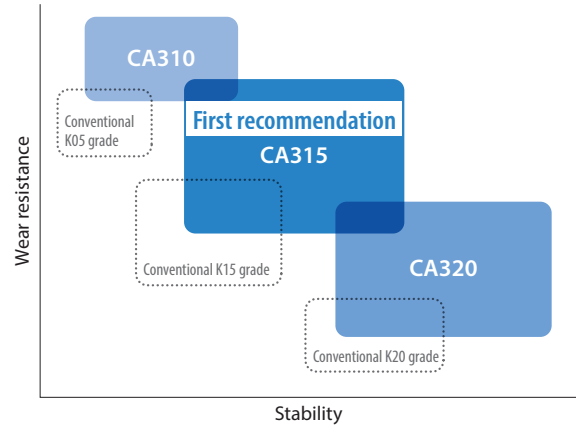 CA310
Conventional
K05 grade
First recommendation
CA315
Conventional K15 grade
CA320
Conventional K20 grade
Wear resistance
Stability